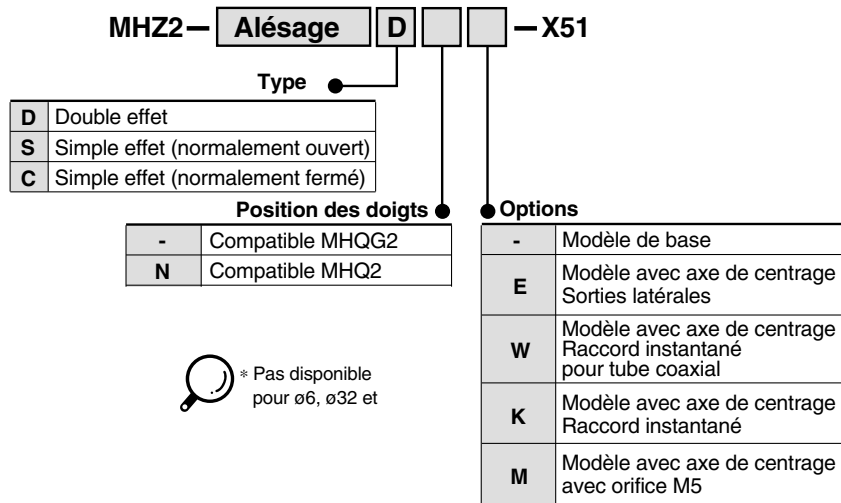 MHZ2— Alésage D —X51
Type
D Double effet
S Simple effet (normalement ouvert)
C Simple effet (normalement fermé)
Position des doigts
- Compatible MHQG2
N Compatible MHQ2
* Pas disponible
pour ø6, ø32 et
Options
- Modèle de base
E Modèle avec axe de centrage
Sorties latérales
W Modèle avec axe de centrage
Raccord instantané
pour tube coaxial
K Modèle avec axe de centrage
Raccord instantané
M Modèle avec axe de centrage
avec orifice M5